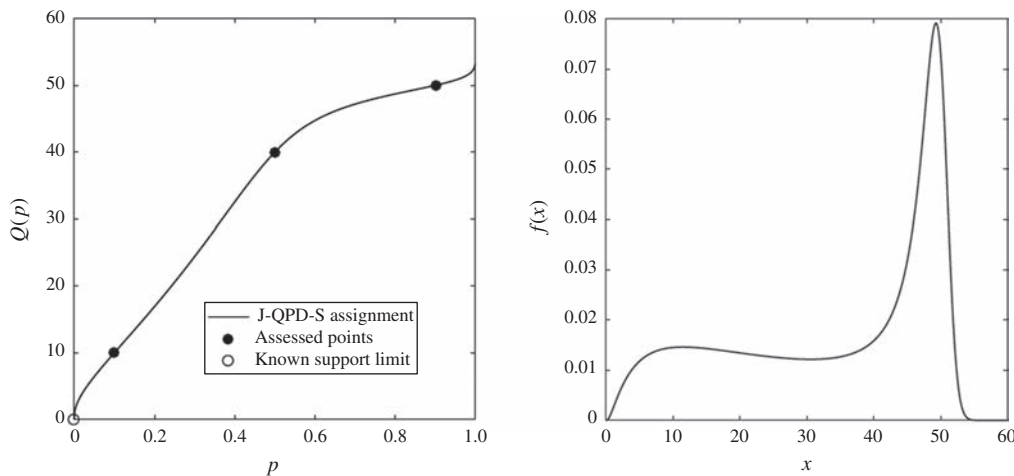 60
50
40
30
20
10
0
Q(p)
J-QPD-S assignment
Assessed points
Known support limit
0 0.2 0.4 0.6 0.8 1.0
p
0.08
0.07
0.06
0.05
0.04
0.03
0.02
0.01
0
f(x)
0 10 20 30 40 50 60
x